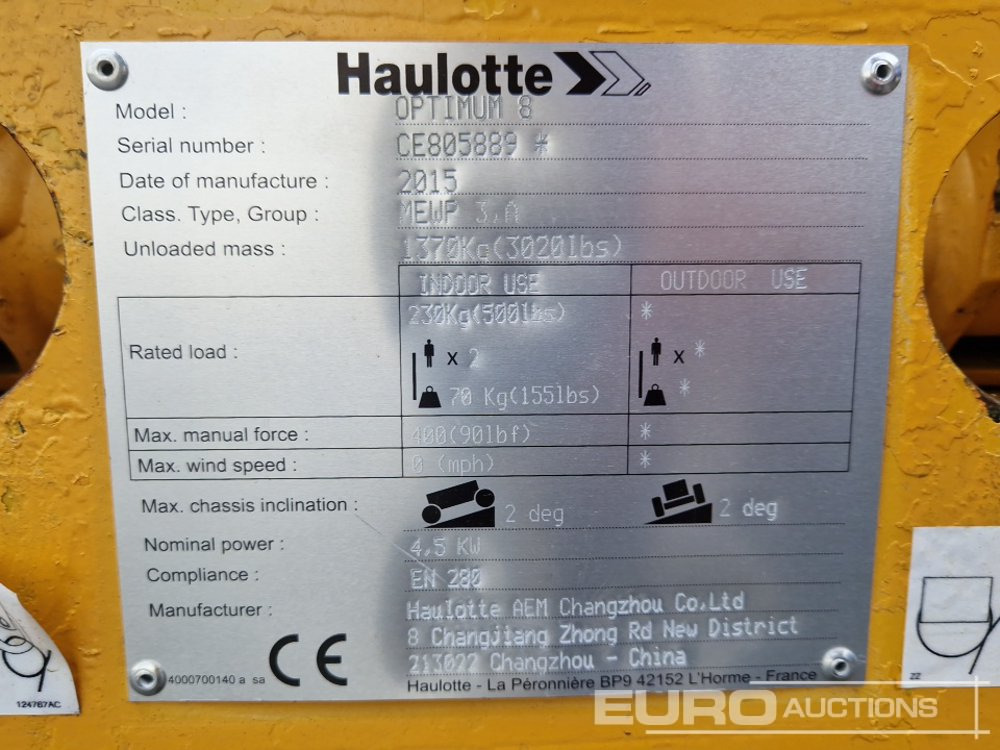 Haulotte
Model : OPTIMUM 8
Serial number : CE805889 *
Date of manufacture : 2015
Class. Type, Group : MEWP 3,A
Unloaded mass : 1370Kg(3020lbs)
INDOOR USE OUTDOOR USE
230Kg(500lbs) *
Rated load : x 2 x *
70 Kg(155lbs) *
Max. manual force : 400(90lbf) *
Max. wind speed : 0 (mph) *
Max. chassis inclination : 2 deg 2 deg
Nominal power : 4,5 KW
Compliance : EN 280
Manufacturer : Haulotte AEM Changzhou Co,Ltd
8 Changjiang Zhong Rd New District
213022 Changzhou - China
CE
4000700140 a sa
Haulotte - La Péronnière BP9 42152 L'Horme - France
124767AC
22
EURO AUCTIONS